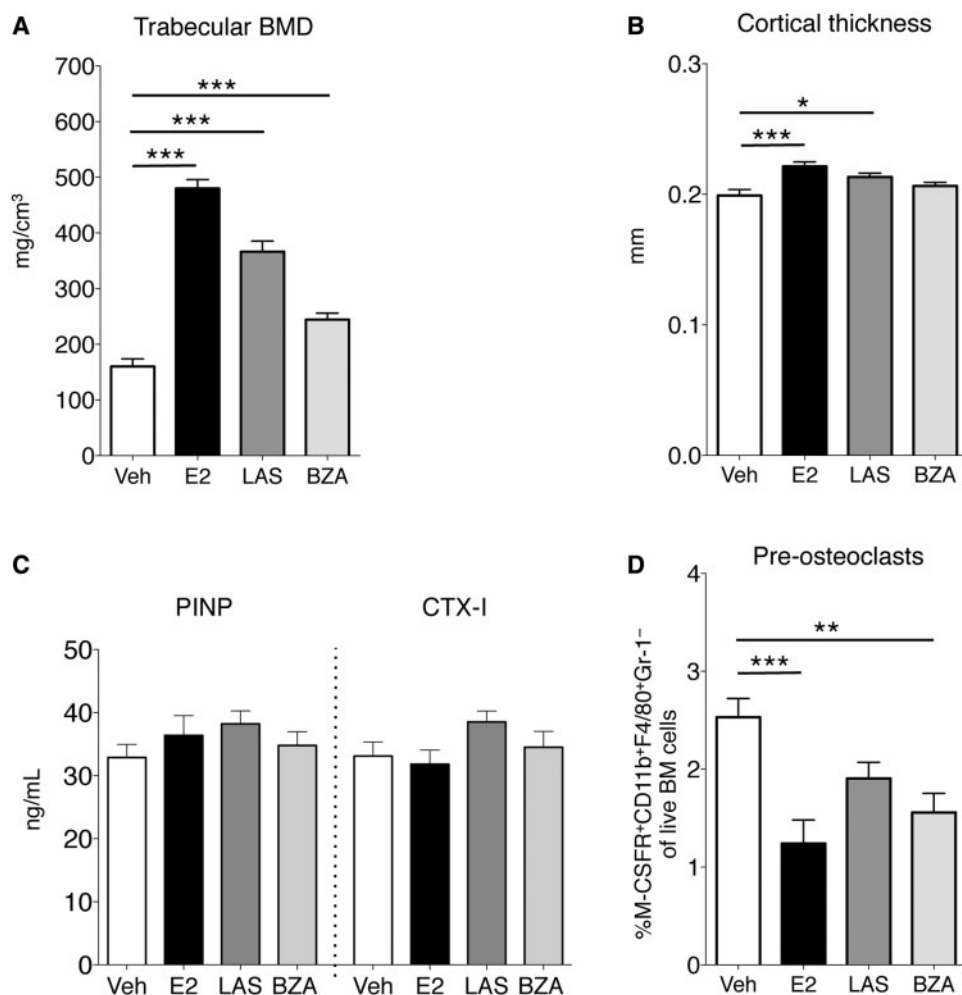 A
Trabecular BMD
700
600
500
400
300
200
100
0
mg/cm³
***
***
***
Veh E2 LAS BZA
B
Cortical thickness
0.3
0.2
0.1
0.0
mm
*
***
Veh E2 LAS BZA
C
PINP CTX-I
50
40
30
20
10
0
ng/mL
Veh E2 LAS BZA Veh E2 LAS BZA
D
Pre-osteoclasts
4
3
2
1
0
%M-CSFR⁺CD11b⁺F4/80⁺Gr-1⁻
of live BM cells
**
***
Veh E2 LAS BZA